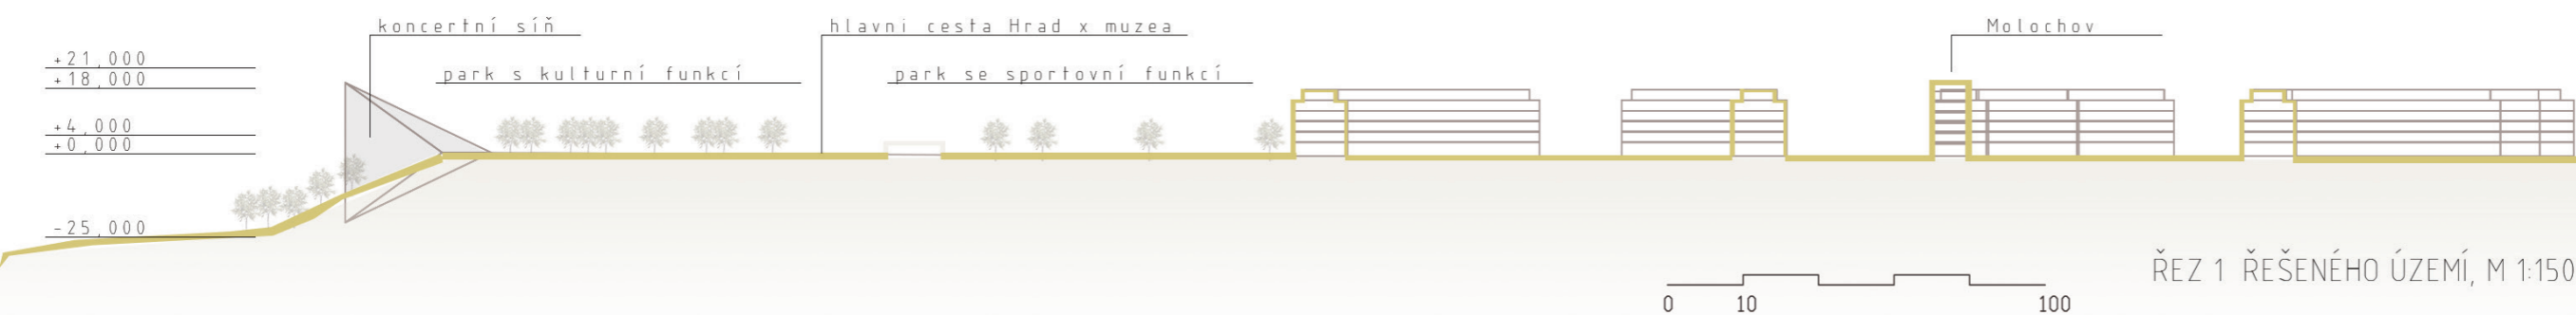 koncertní síň
hlavni cesta Hrad x muzea
Molochov
+21,000
+18,000
park s kulturní funkcí
park se sportovní funkcí
+4,000
+0,000
-25,000
ŘEZ 1 ŘEŠENÉHO ÚZEMÍ, M 1:150
0 10 100